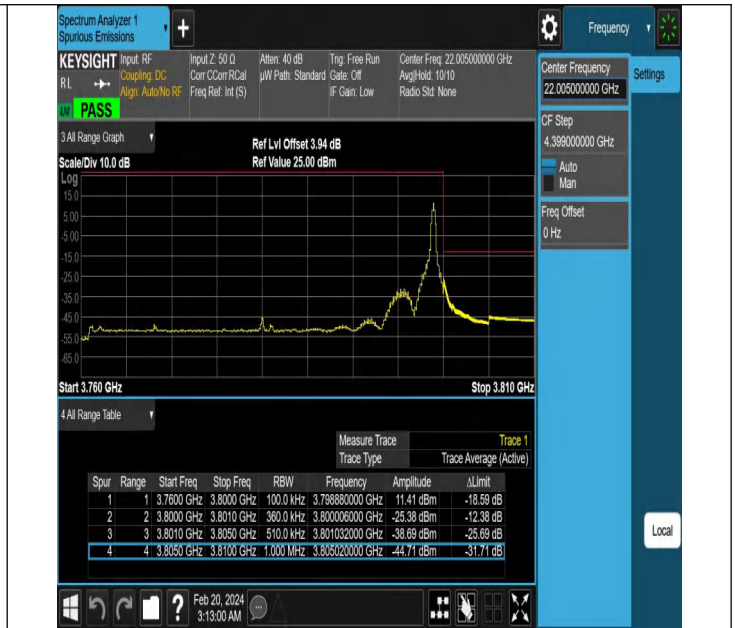 Spectrum Analyzer 1
Spurious Emissions
+
Frequency
KEYSIGHT
RL
PASS
Input: RF
Coupling: DC
Align: Auto/No RF
Input Z: 50 Ω
Corr CCorr RCal
Freq Ref: Int (S)
Atten: 40 dB
µW Path: Standard
Trig: Free Run
Gate: Off
IF Gain: Low
Center Freq: 22.005000000 GHz
Avg|Hold: 10/10
Radio Std: None
Center Frequency
22.005000000 GHz
Settings
CF Step
4.399000000 GHz
Auto
Man
Freq Offset
0 Hz
3 All Range Graph
Scale/Div 10.0 dB
Ref Lvl Offset 3.94 dB
Ref Value 25.00 dBm
Log
15.0
5.00
-5.00
-15.0
-25.0
-35.0
-45.0
-55.0
-65.0
Start 3.760 GHz
Stop 3.810 GHz
4 All Range Table
Measure Trace Trace 1
Trace Type Trace Average (Active)
Spur Range Start Freq Stop Freq RBW Frequency Amplitude ΔLimit
1 1 3.7600 GHz 3.8000 GHz 100.0 kHz 3.798880000 GHz 11.41 dBm -18.59 dB
2 2 3.8000 GHz 3.8010 GHz 360.0 kHz 3.800006000 GHz -25.38 dBm -12.38 dB
3 3 3.8010 GHz 3.8050 GHz 510.0 kHz 3.801032000 GHz -38.69 dBm -25.69 dB
4 4 3.8050 GHz 3.8100 GHz 1.000 MHz 3.805020000 GHz -44.71 dBm -31.71 dB
Local
?
Feb 20, 2024
3:13:00 AM